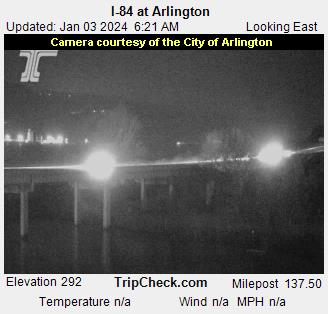 I-84 at Arlington
Updated: Jan 03 2024 6:21 AM Looking East
Camera courtesy of the City of Arlington
Elevation 292 TripCheck.com Milepost 137.50
Temperature n/a Wind n/a MPH n/a